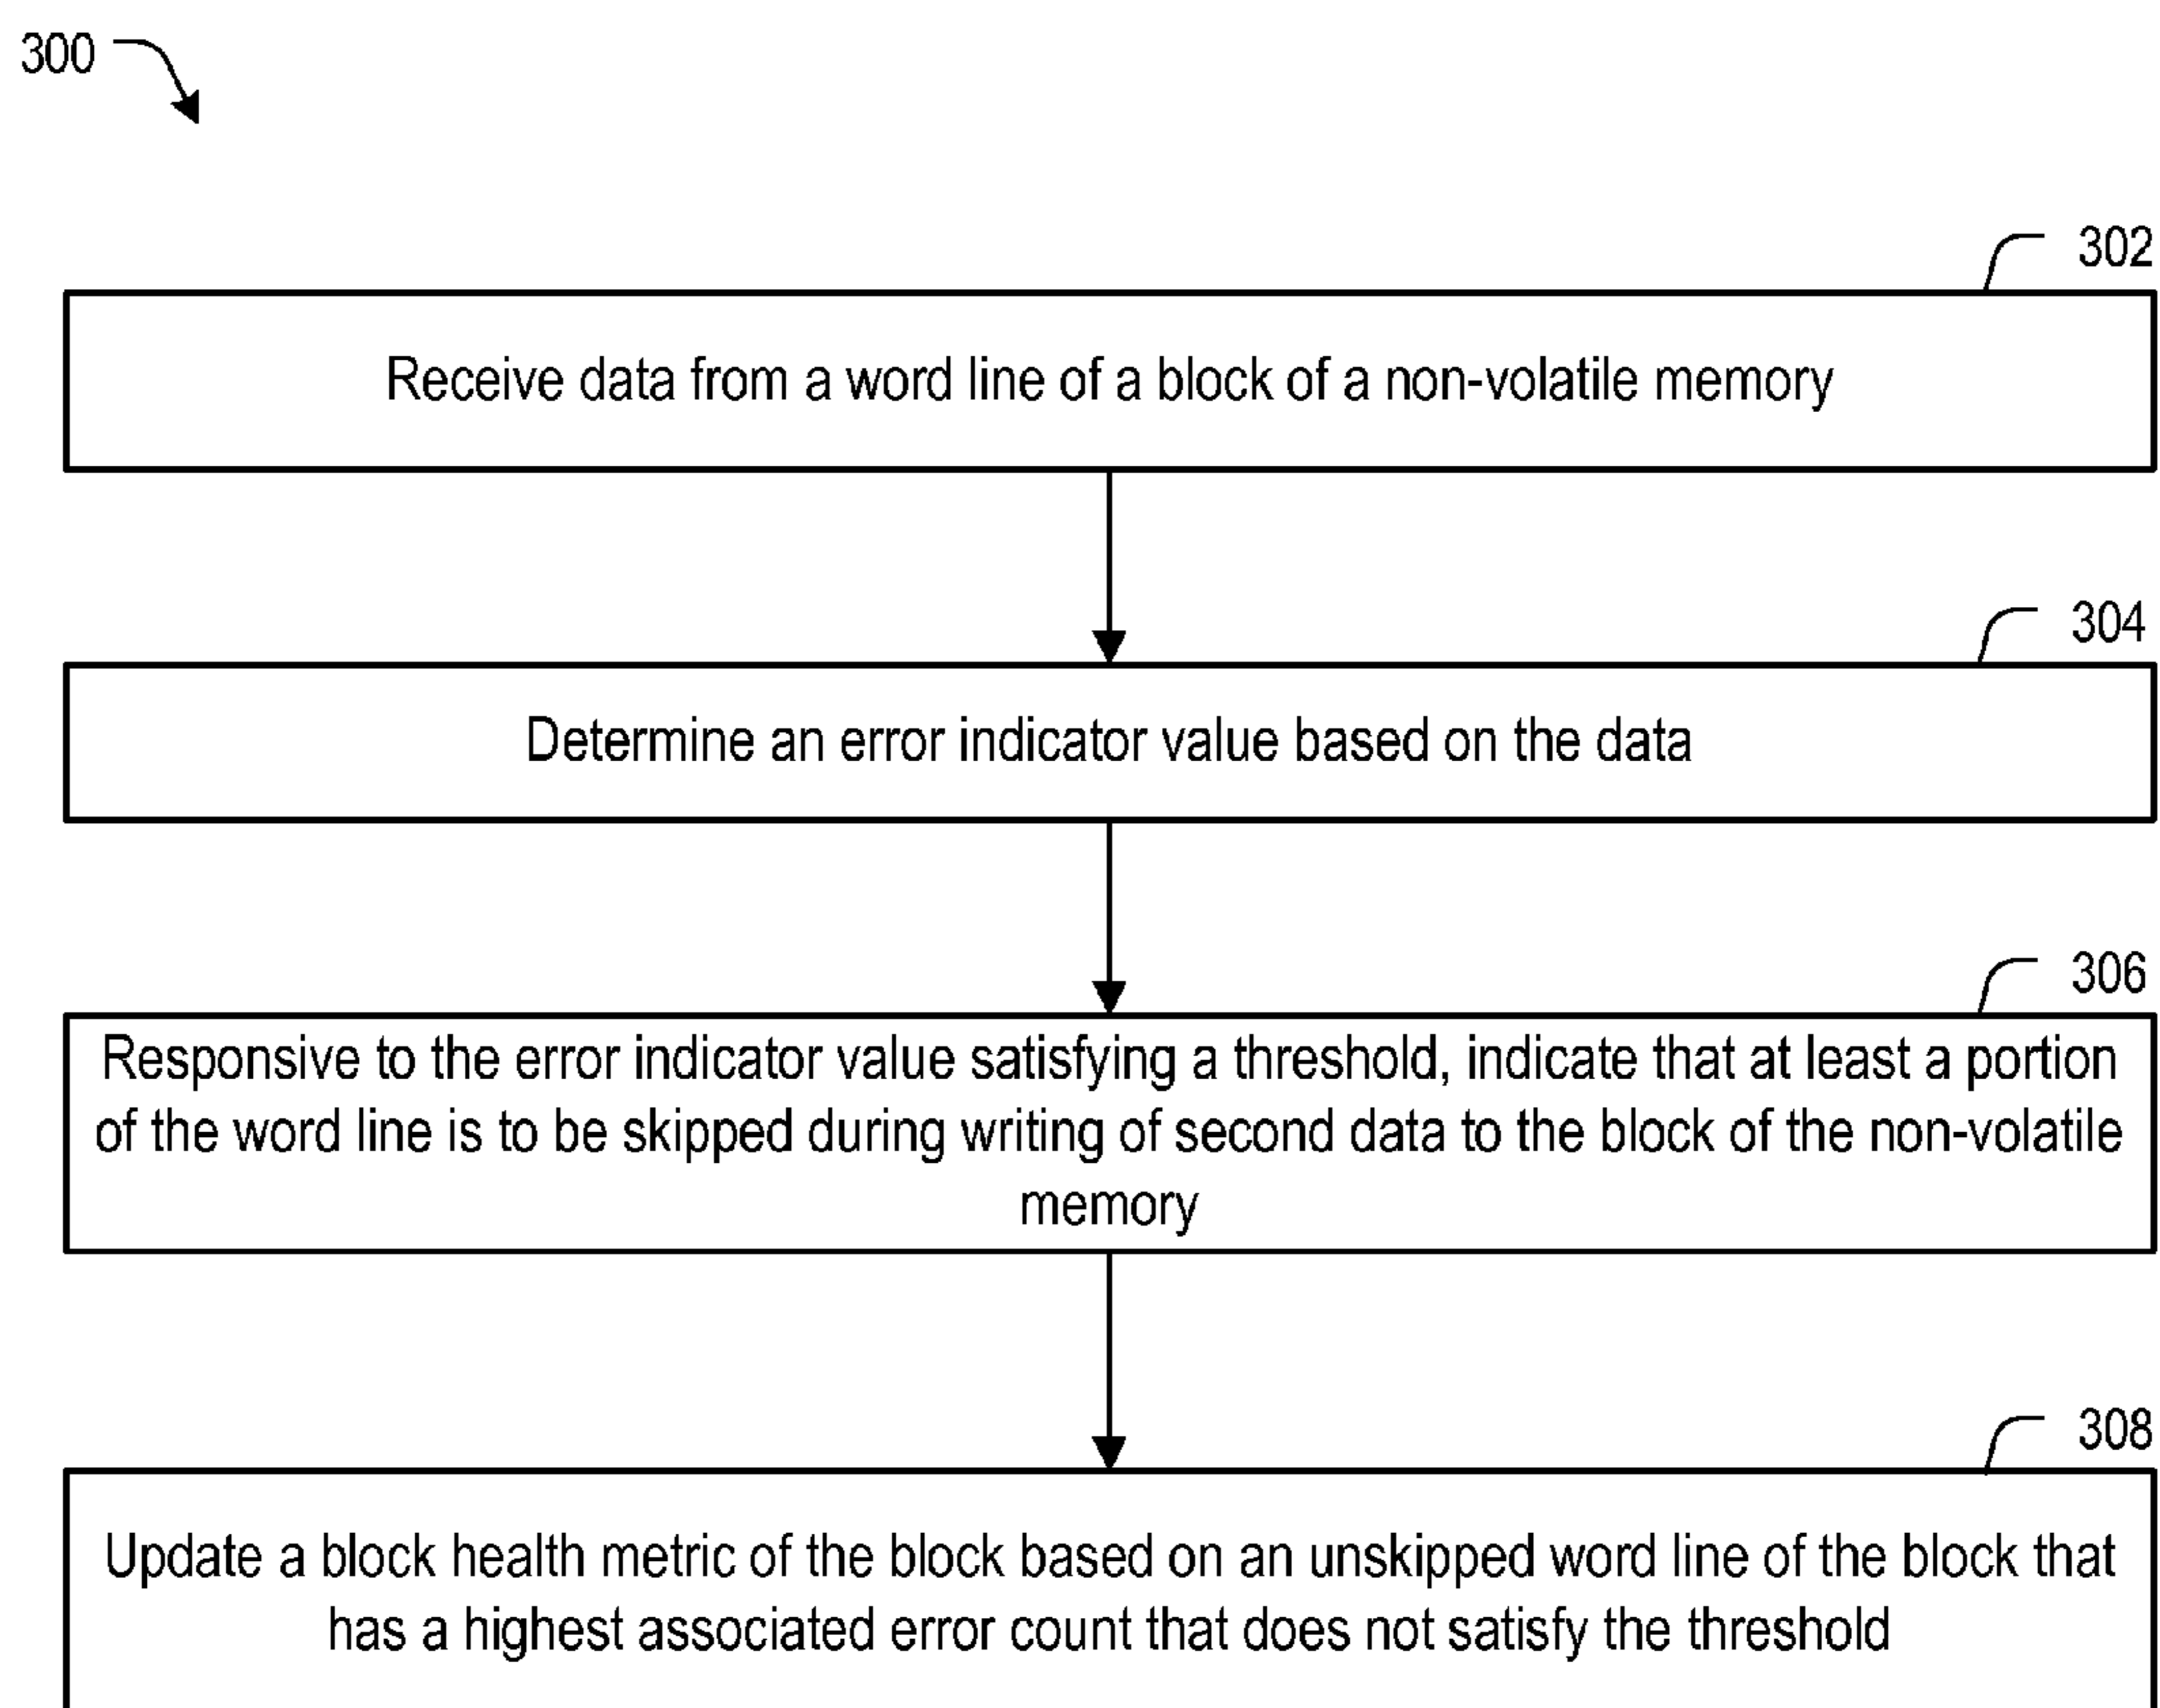 300
302
Receive data from a word line of a block of a non-volatile memory
304
Determine an error indicator value based on the data
306
Responsive to the error indicator value satisfying a threshold, indicate that at least a portion
of the word line is to be skipped during writing of second data to the block of the non-volatile
memory
308
Update a block health metric of the block based on an unskipped word line of the block that
has a highest associated error count that does not satisfy the threshold